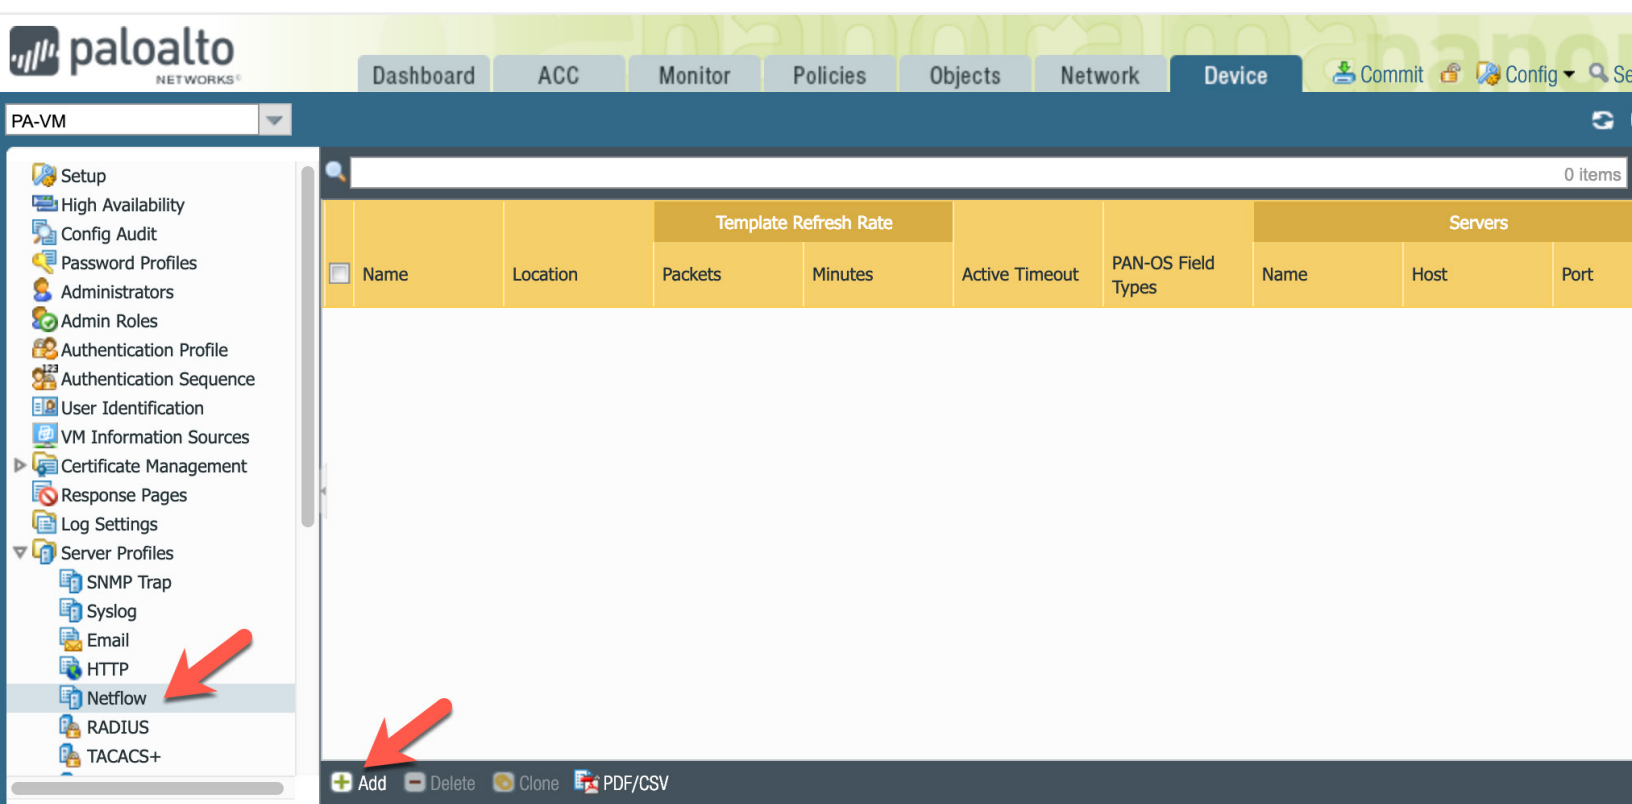 paloalto
NETWORKS®
Dashboard
ACC
Monitor
Policies
Objects
Network
Device
Commit
Config
PA-VM
0 items
Setup
High Availability
Config Audit
Password Profiles
Administrators
Admin Roles
Authentication Profile
Authentication Sequence
User Identification
VM Information Sources
Certificate Management
Response Pages
Log Settings
Server Profiles
SNMP Trap
Syslog
Email
HTTP
Netflow
RADIUS
TACACS+
Template Refresh Rate
Servers
Name
Location
Packets
Minutes
Active Timeout
PAN-OS Field
Types
Name
Host
Port
Add
Delete
Clone
PDF/CSV